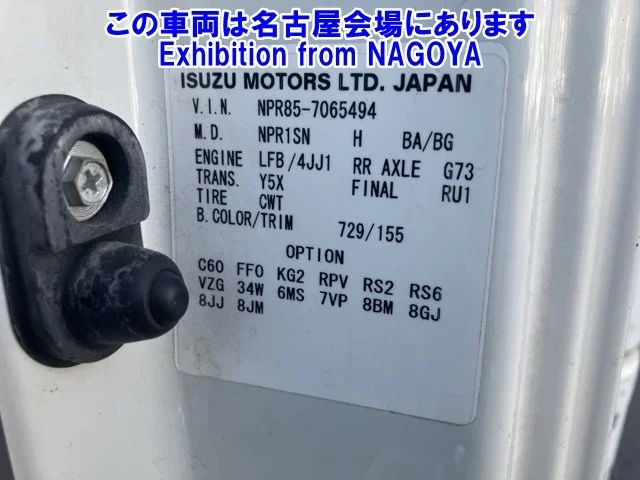 この車両は名古屋会場にあります
Exhibition from NAGOYA
ISUZU MOTORS LTD. JAPAN
V.I.N. NPR85-7065494
M.D. NPR1SN H BA/BG
ENGINE LFB/4JJ1 RR AXLE G73
TRANS. Y5X FINAL RU1
TIRE CWT
B.COLOR/TRIM 729/155
OPTION
C60 FFO KG2 RPV RS2 RS6
VZG 34W 6MS 7VP 8BM 8GJ
8JJ 8JM